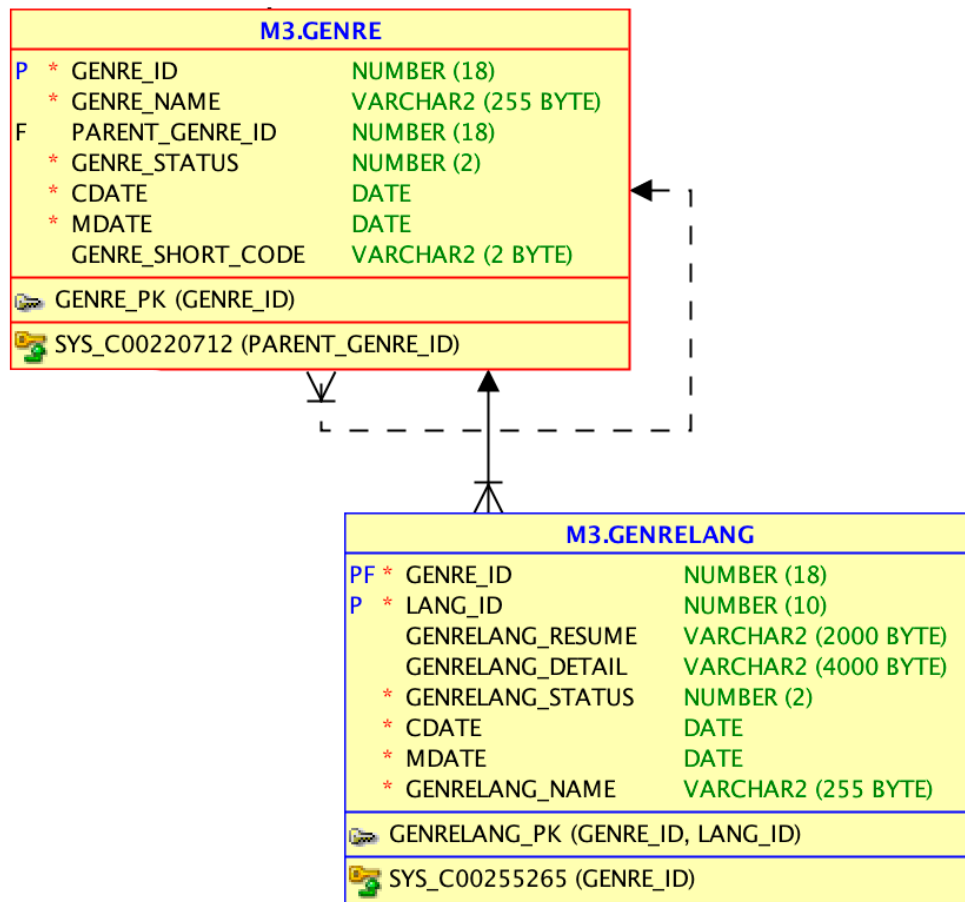 M3.GENRE
P * GENRE_ID NUMBER (18)
* GENRE_NAME VARCHAR2 (255 BYTE)
F PARENT_GENRE_ID NUMBER (18)
* GENRE_STATUS NUMBER (2)
* CDATE DATE
* MDATE DATE
GENRE_SHORT_CODE VARCHAR2 (2 BYTE)
GENRE_PK (GENRE_ID)
SYS_C00220712 (PARENT_GENRE_ID)
M3.GENRELANG
PF * GENRE_ID NUMBER (18)
P * LANG_ID NUMBER (10)
GENRELANG_RESUME VARCHAR2 (2000 BYTE)
GENRELANG_DETAIL VARCHAR2 (4000 BYTE)
* GENRELANG_STATUS NUMBER (2)
* CDATE DATE
* MDATE DATE
* GENRELANG_NAME VARCHAR2 (255 BYTE)
GENRELANG_PK (GENRE_ID, LANG_ID)
SYS_C00255265 (GENRE_ID)